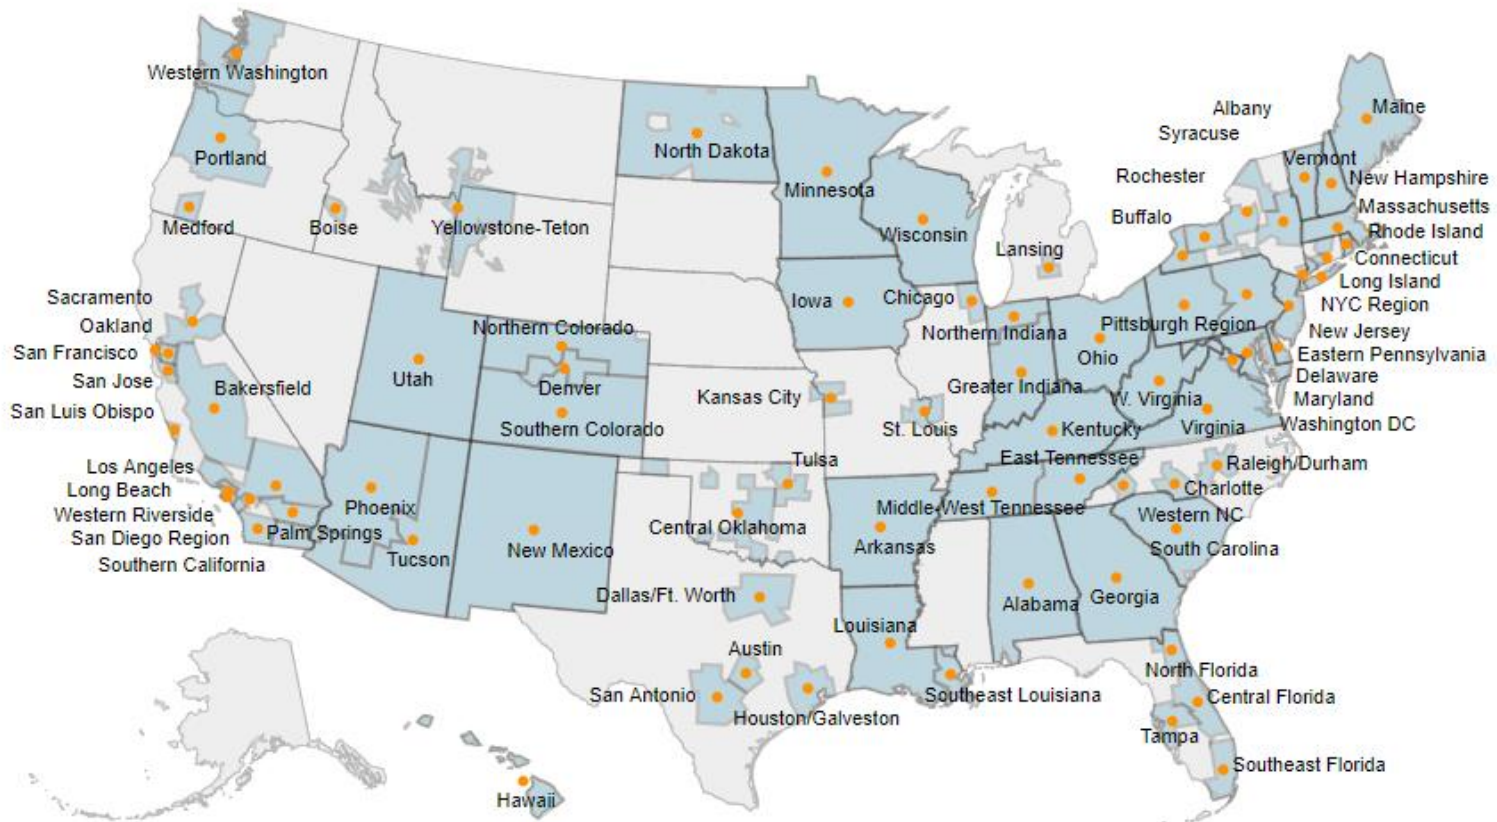 Western Washington
Portland
Medford
Boise
Yellowstone-Teton
North Dakota
Minnesota
Wisconsin
Lansing
Albany
Syracuse
Rochester
Buffalo
Maine
Vermont
New Hampshire
Massachusetts
Rhode Island
Connecticut
Long Island
NYC Region
New Jersey
Eastern Pennsylvania
Delaware
Maryland
Washington DC
Iowa
Chicago
Northern Indiana
Pittsburgh Region
Ohio
Greater Indiana
W. Virginia
Virginia
Kentucky
Sacramento
Oakland
San Francisco
San Jose
San Luis Obispo
Bakersfield
Utah
Northern Colorado
Denver
Southern Colorado
Kansas City
St. Louis
Los Angeles
Long Beach
Western Riverside
San Diego Region
Southern California
Palm Springs
Phoenix
Tucson
New Mexico
Tulsa
Central Oklahoma
Arkansas
East Tennessee
Middle-West Tennessee
Raleigh/Durham
Charlotte
Western NC
South Carolina
Dallas/Ft. Worth
Austin
San Antonio
Houston/Galveston
Louisiana
Southeast Louisiana
Alabama
Georgia
North Florida
Central Florida
Tampa
Southeast Florida
Hawaii